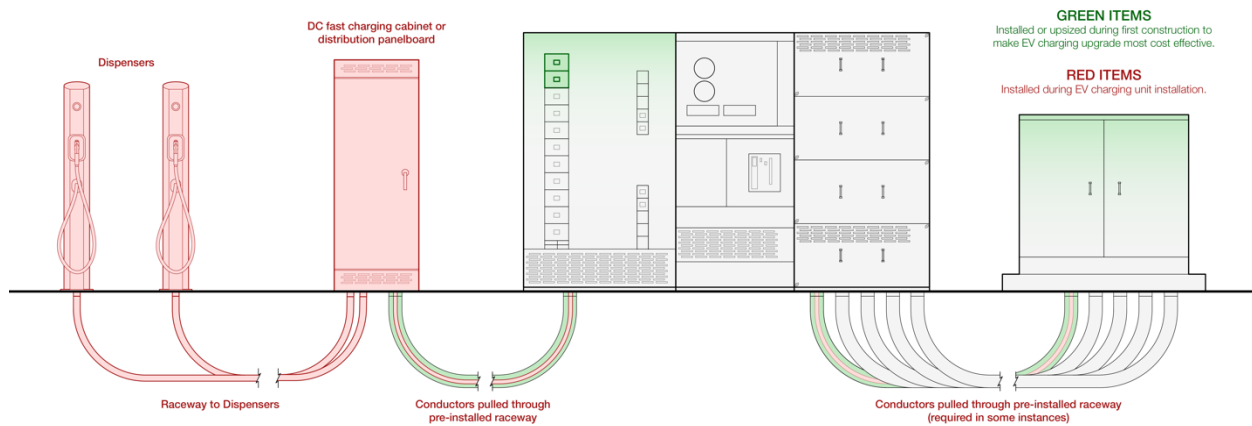 DC fast charging cabinet or
distribution panelboard
Dispensers
GREEN ITEMS
Installed or upsized during first construction to
make EV charging upgrade most cost effective.
RED ITEMS
Installed during EV charging unit installation.
Raceway to Dispensers
Conductors pulled through
pre-installed raceway
Conductors pulled through pre-installed raceway
(required in some instances)